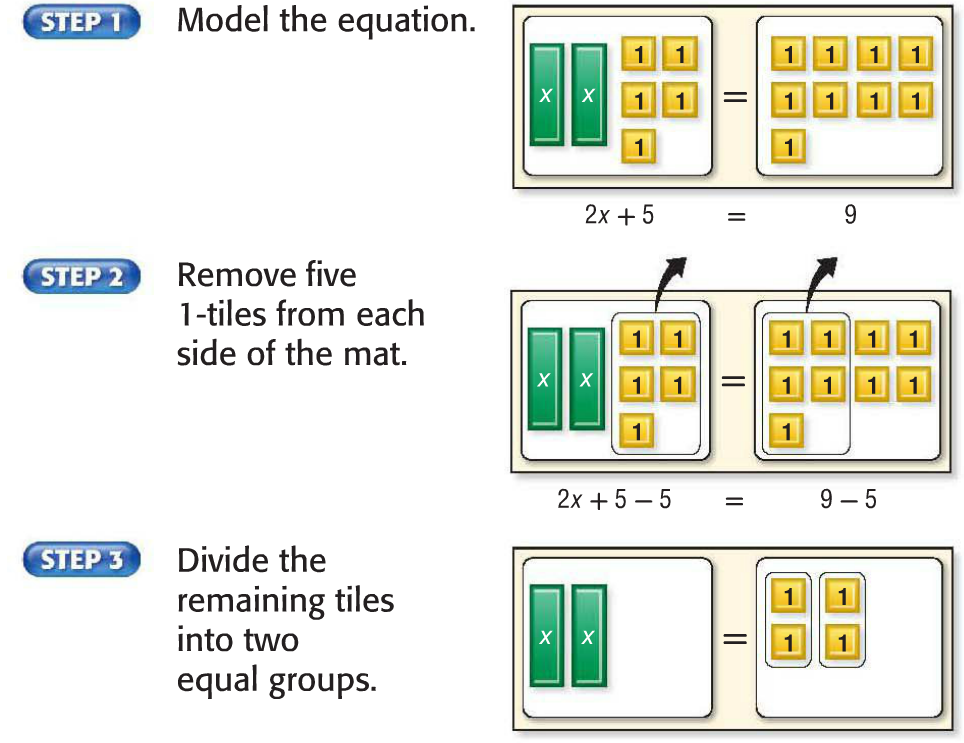 STEP 1 Model the equation.
x x 1 1 1 1 1 1
1 1 = 1 1 1 1
1 1
2x + 5 = 9
STEP 2 Remove five
1-tiles from each
side of the mat.
1 1 1 1 1 1
x x 1 1 = 1 1 1 1
1 1
2x + 5 − 5 = 9 − 5
STEP 3 Divide the
remaining tiles
into two
equal groups.
1 1
x x = 1 1